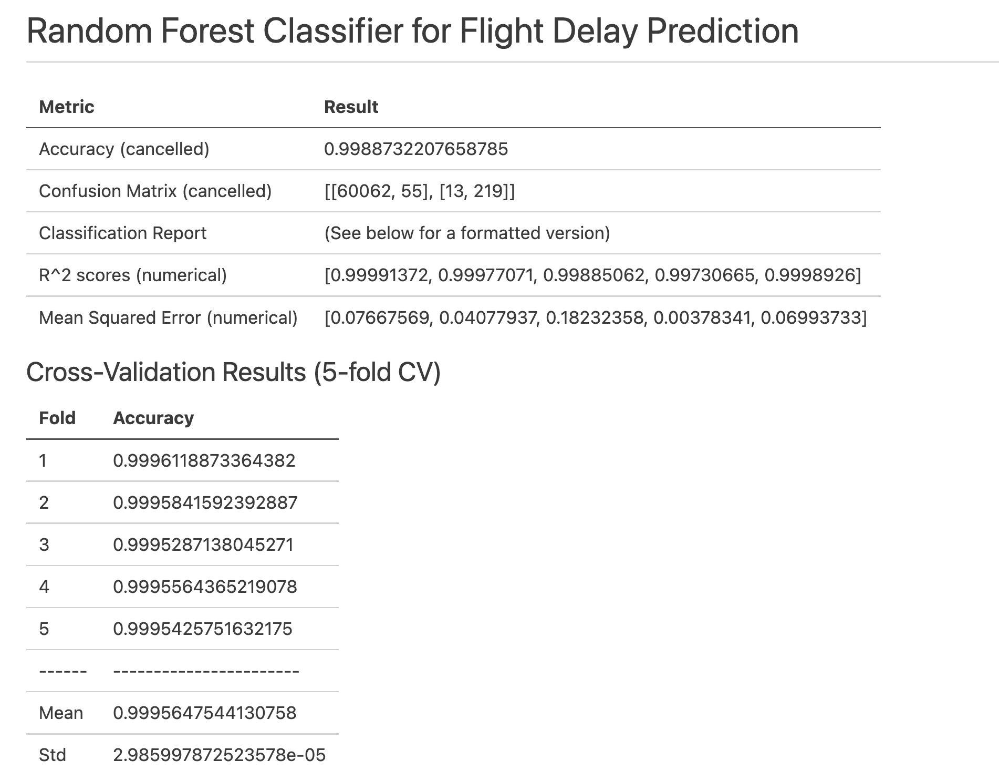 Random Forest Classifier for Flight Delay Prediction
Metric Result
Accuracy (cancelled) 0.9988732207658785
Confusion Matrix (cancelled) [[60062, 55], [13, 219]]
Classification Report (See below for a formatted version)
R^2 scores (numerical) [0.99991372, 0.99977071, 0.99885062, 0.99730665, 0.9998926]
Mean Squared Error (numerical) [0.07667569, 0.04077937, 0.18232358, 0.00378341, 0.06993733]
Cross-Validation Results (5-fold CV)
Fold Accuracy
1 0.9996118873364382
2 0.9995841592392887
3 0.9995287138045271
4 0.9995564365219078
5 0.9995425751632175
------ -----------------------
Mean 0.9995647544130758
Std 2.985997872523578e-05